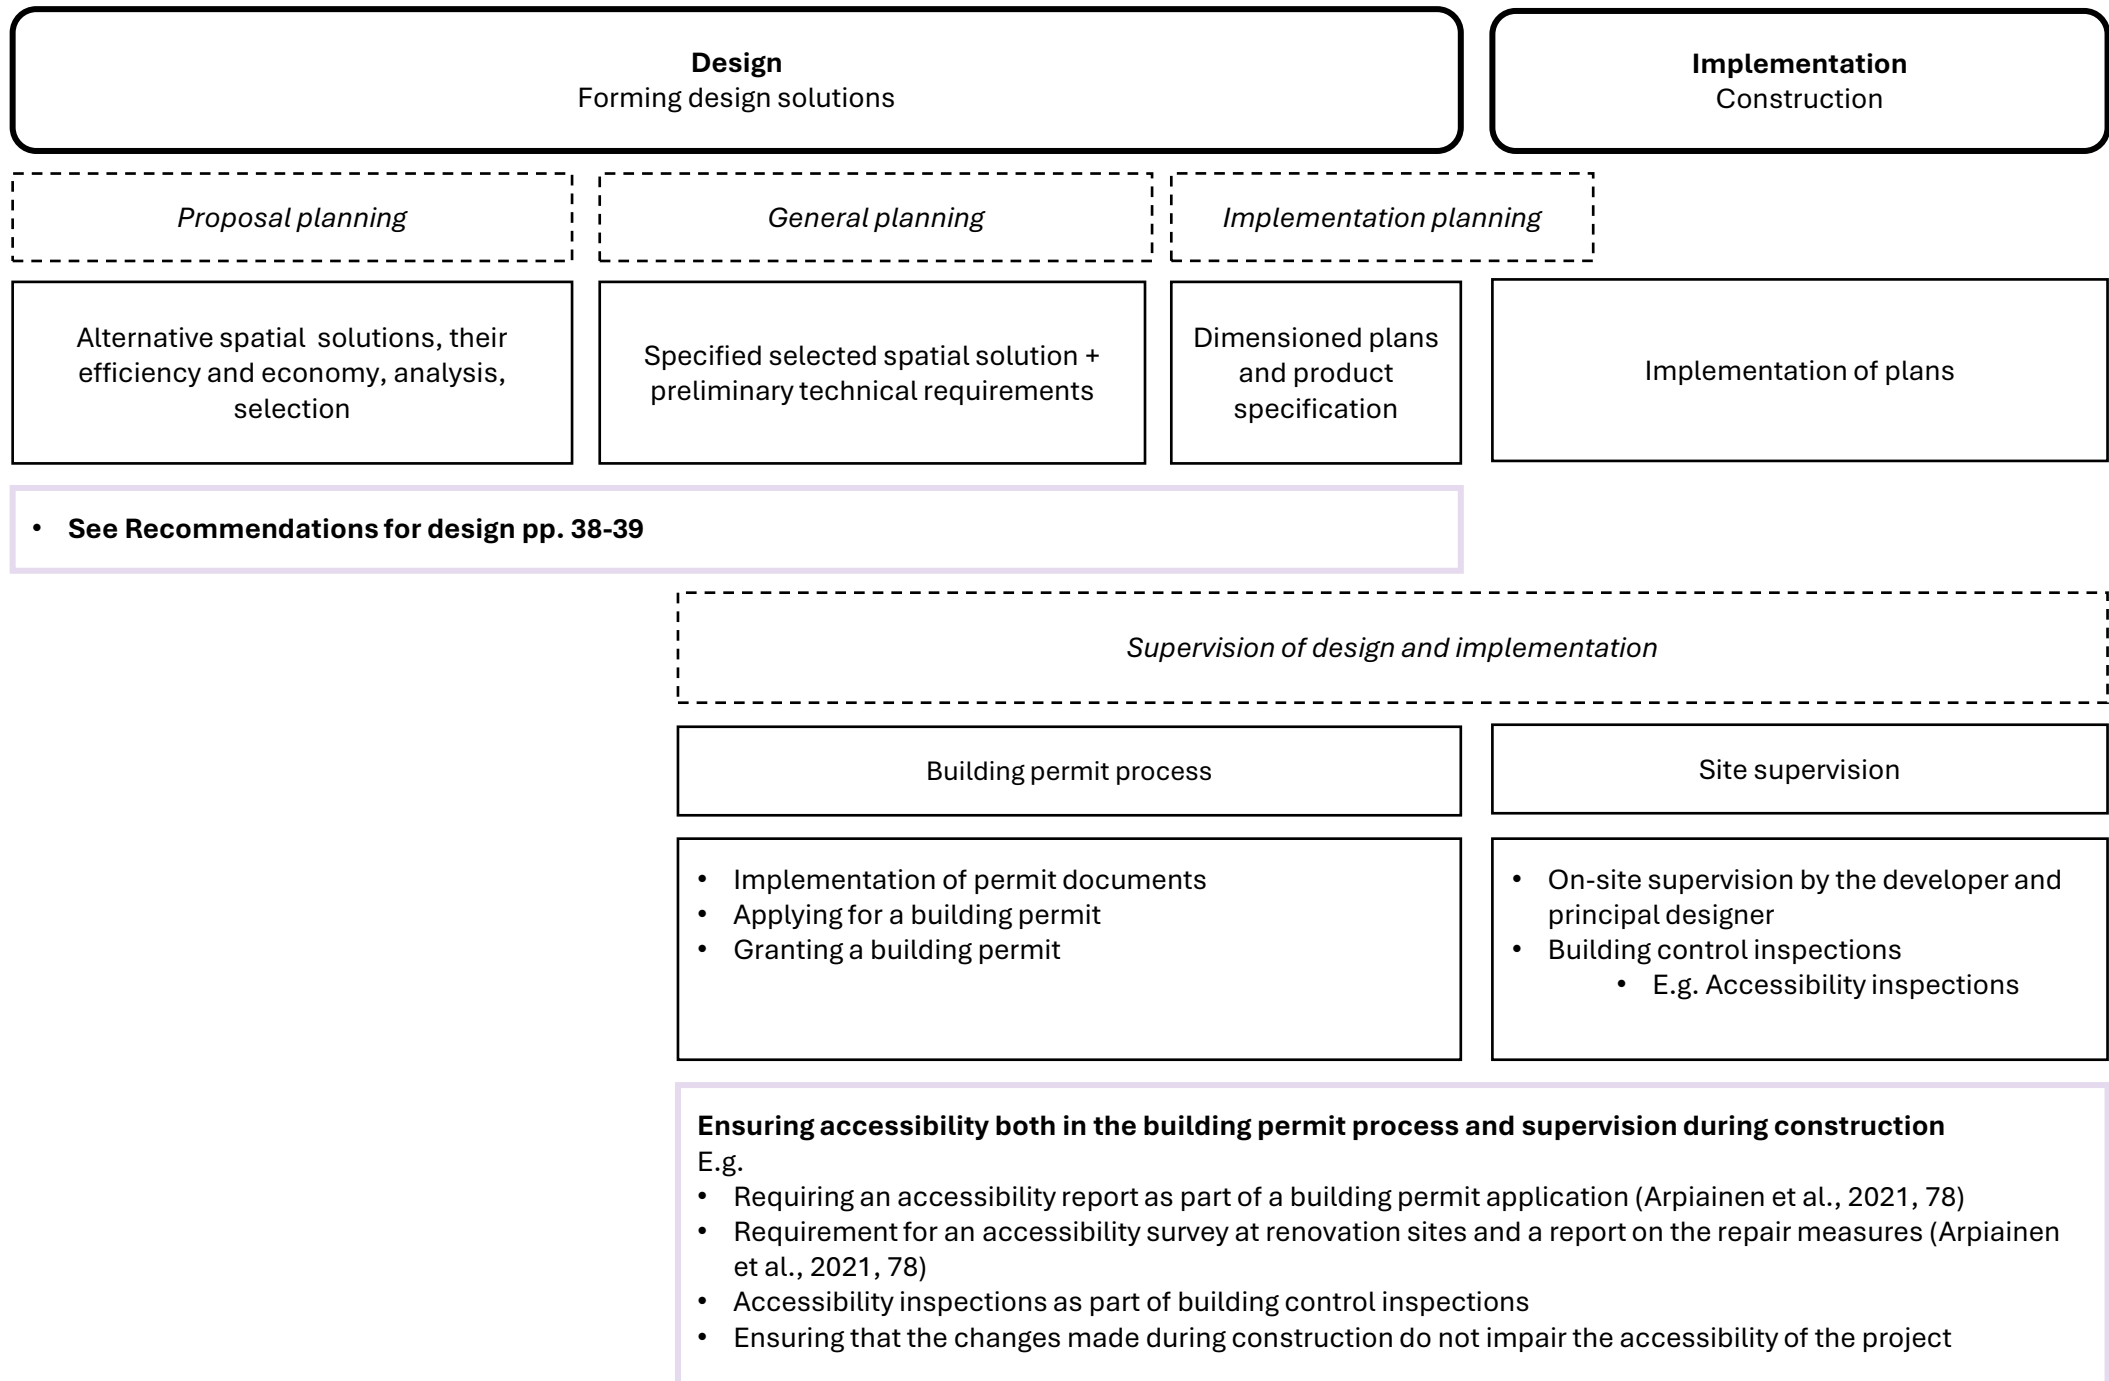 Design
Forming design solutions
Implementation
Construction
Proposal planning
General planning
Implementation planning
Alternative spatial solutions, their
efficiency and economy, analysis,
selection
Specified selected spatial solution +
preliminary technical requirements
Dimensioned plans
and product
specification
Implementation of plans
• See Recommendations for design pp. 38-39
Supervision of design and implementation
Building permit process
Site supervision
• Implementation of permit documents
• Applying for a building permit
• Granting a building permit
• On-site supervision by the developer and
principal designer
• Building control inspections
• E.g. Accessibility inspections
Ensuring accessibility both in the building permit process and supervision during construction
E.g.
• Requiring an accessibility report as part of a building permit application (Arpiainen et al., 2021, 78)
• Requirement for an accessibility survey at renovation sites and a report on the repair measures (Arpiainen
et al., 2021, 78)
• Accessibility inspections as part of building control inspections
• Ensuring that the changes made during construction do not impair the accessibility of the project